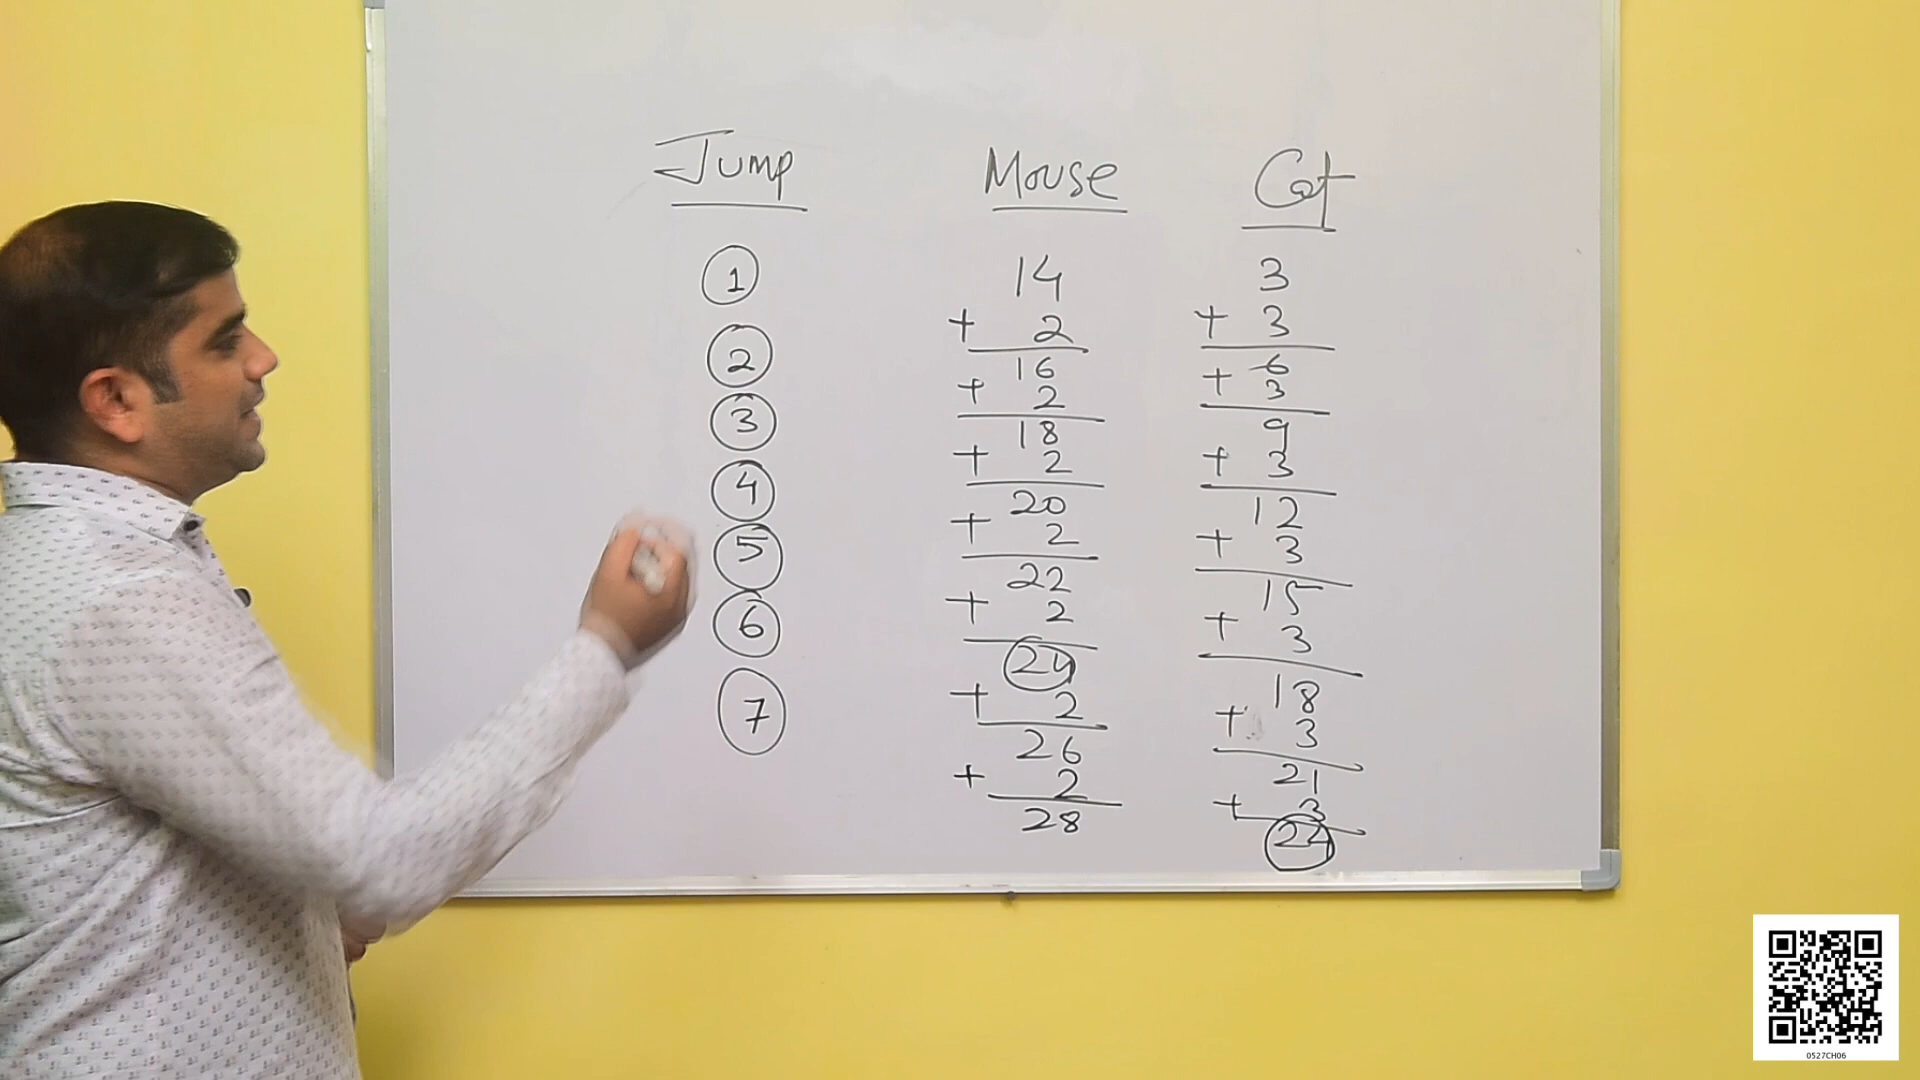 Jump Mouse Cat
1 14 3
+ 2 + 3
2 16 6
+ 2 + 3
3 18 9
+ 2 + 3
4 20 12
+ 2 + 3
5 22 15
+ 2 + 3
6 24 18
+ 2 + 3
7 26 21
+ 2 + 3
28 24
0527CH06